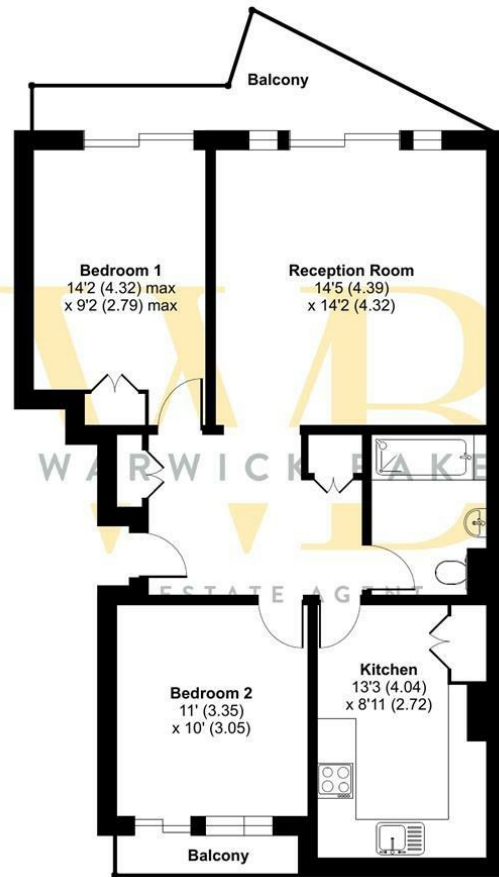 Balcony
Bedroom 1
14'2 (4.32) max
x 9'2 (2.79) max
Reception Room
14'5 (4.39)
x 14'2 (4.32)
WB
WARWICK BAKE
ESTATE AGENT
Bedroom 2
11' (3.35)
x 10' (3.05)
Kitchen
13'3 (4.04)
x 8'11 (2.72)
Balcony